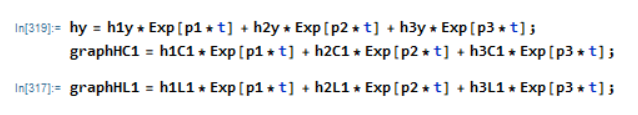 In[319]:= hy = h1y * Exp[p1 * t] + h2y * Exp[p2 * t] + h3y * Exp[p3 * t];
graphHC1 = h1C1 * Exp[p1 * t] + h2C1 * Exp[p2 * t] + h3C1 * Exp[p3 * t];
In[317]:= graphHL1 = h1L1 * Exp[p1 * t] + h2L1 * Exp[p2 * t] + h3L1 * Exp[p3 * t];